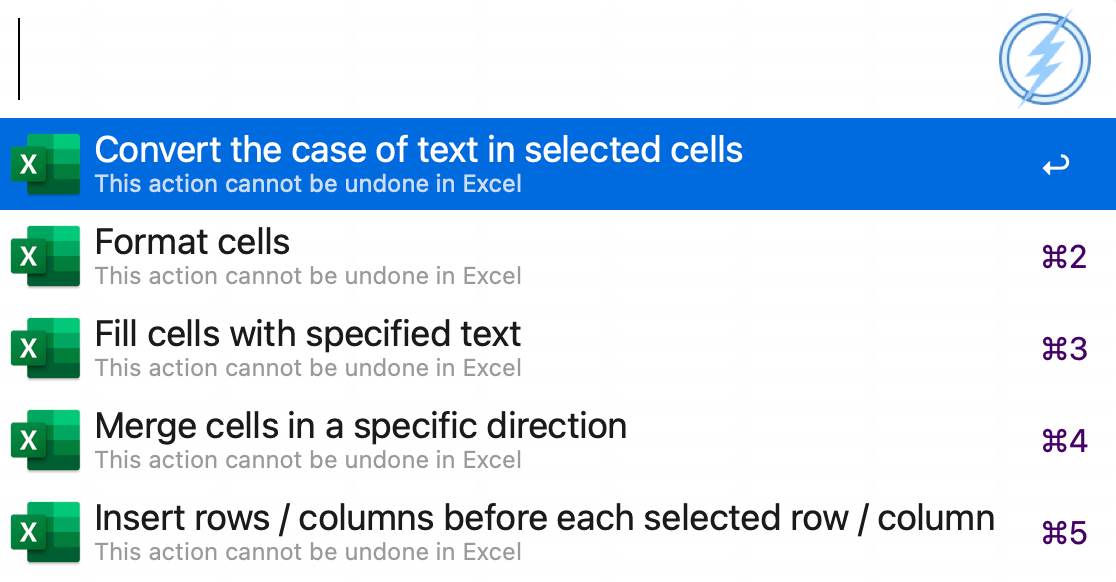 Convert the case of text in selected cells
This action cannot be undone in Excel
↩
Format cells
This action cannot be undone in Excel
⌘2
Fill cells with specified text
This action cannot be undone in Excel
⌘3
Merge cells in a specific direction
This action cannot be undone in Excel
⌘4
Insert rows / columns before each selected row / column
This action cannot be undone in Excel
⌘5